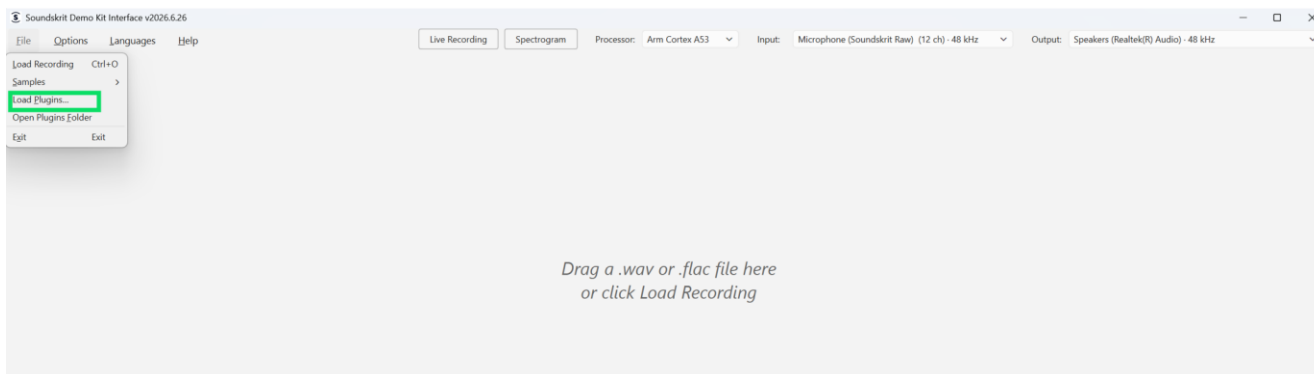 Soundskrit Demo Kit Interface v2026.6.26
File Options Languages Help Live Recording Spectrogram Processor: Arm Cortex A53 Input: Microphone (Soundskrit Raw) (12 ch) - 48 kHz Output: Speakers (Realtek(R) Audio) - 48 kHz
Load Recording Ctrl+O
Samples >
Load Plugins...
Open Plugins Folder
Exit Exit
Drag a .wav or .flac file here
or click Load Recording